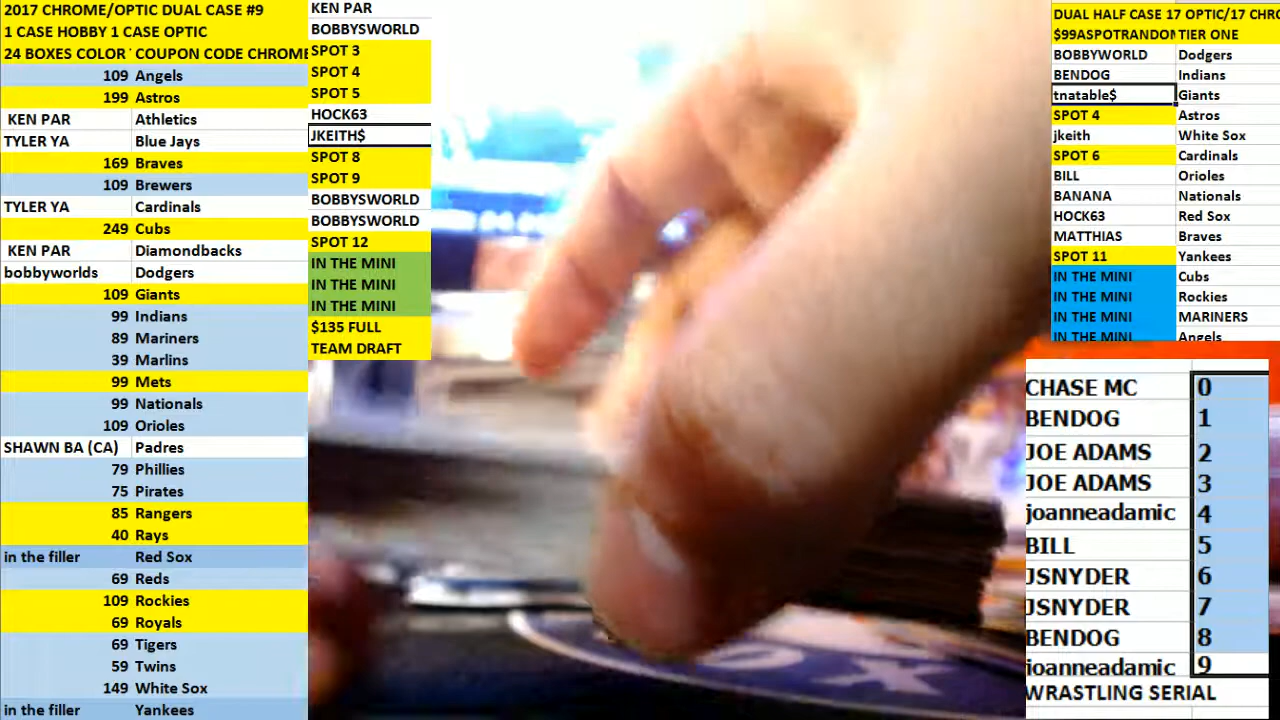 2017 CHROME/OPTIC DUAL CASE #9
1 CASE HOBBY 1 CASE OPTIC
24 BOXES COLOR COUPON CODE CHROME
109 Angels
199 Astros
KEN PAR Athletics
TYLER YA Blue Jays
169 Braves
109 Brewers
TYLER YA Cardinals
249 Cubs
KEN PAR Diamondbacks
bobbyworlds Dodgers
109 Giants
99 Indians
89 Mariners
39 Marlins
99 Mets
99 Nationals
109 Orioles
SHAWN BA (CA) Padres
79 Phillies
75 Pirates
85 Rangers
40 Rays
in the filler Red Sox
69 Reds
109 Rockies
69 Royals
69 Tigers
59 Twins
149 White Sox
in the filler Yankees
KEN PAR
BOBBYSWORLD
SPOT 3
SPOT 4
SPOT 5
HOCK63
JKEITH$
SPOT 8
SPOT 9
BOBBYSWORLD
BOBBYSWORLD
SPOT 12
IN THE MINI
IN THE MINI
IN THE MINI
$135 FULL
TEAM DRAFT
DUAL HALF CASE 17 OPTIC/17 CHRO
$99ASPOTRANDOM TIER ONE
BOBBYWORLD Dodgers
BENDOG Indians
tnatable$ Giants
SPOT 4 Astros
jkeith White Sox
SPOT 6 Cardinals
BILL Orioles
BANANA Nationals
HOCK63 Red Sox
MATTHIAS Braves
SPOT 11 Yankees
IN THE MINI Cubs
IN THE MINI Rockies
IN THE MINI MARINERS
IN THE MINI Angels
CHASE MC 0
BENDOG 1
JOE ADAMS 2
JOE ADAMS 3
joanneadamic 4
BILL 5
JSNYDER 6
JSNYDER 7
BENDOG 8
joanneadamic 9
WRASTLING SERIAL